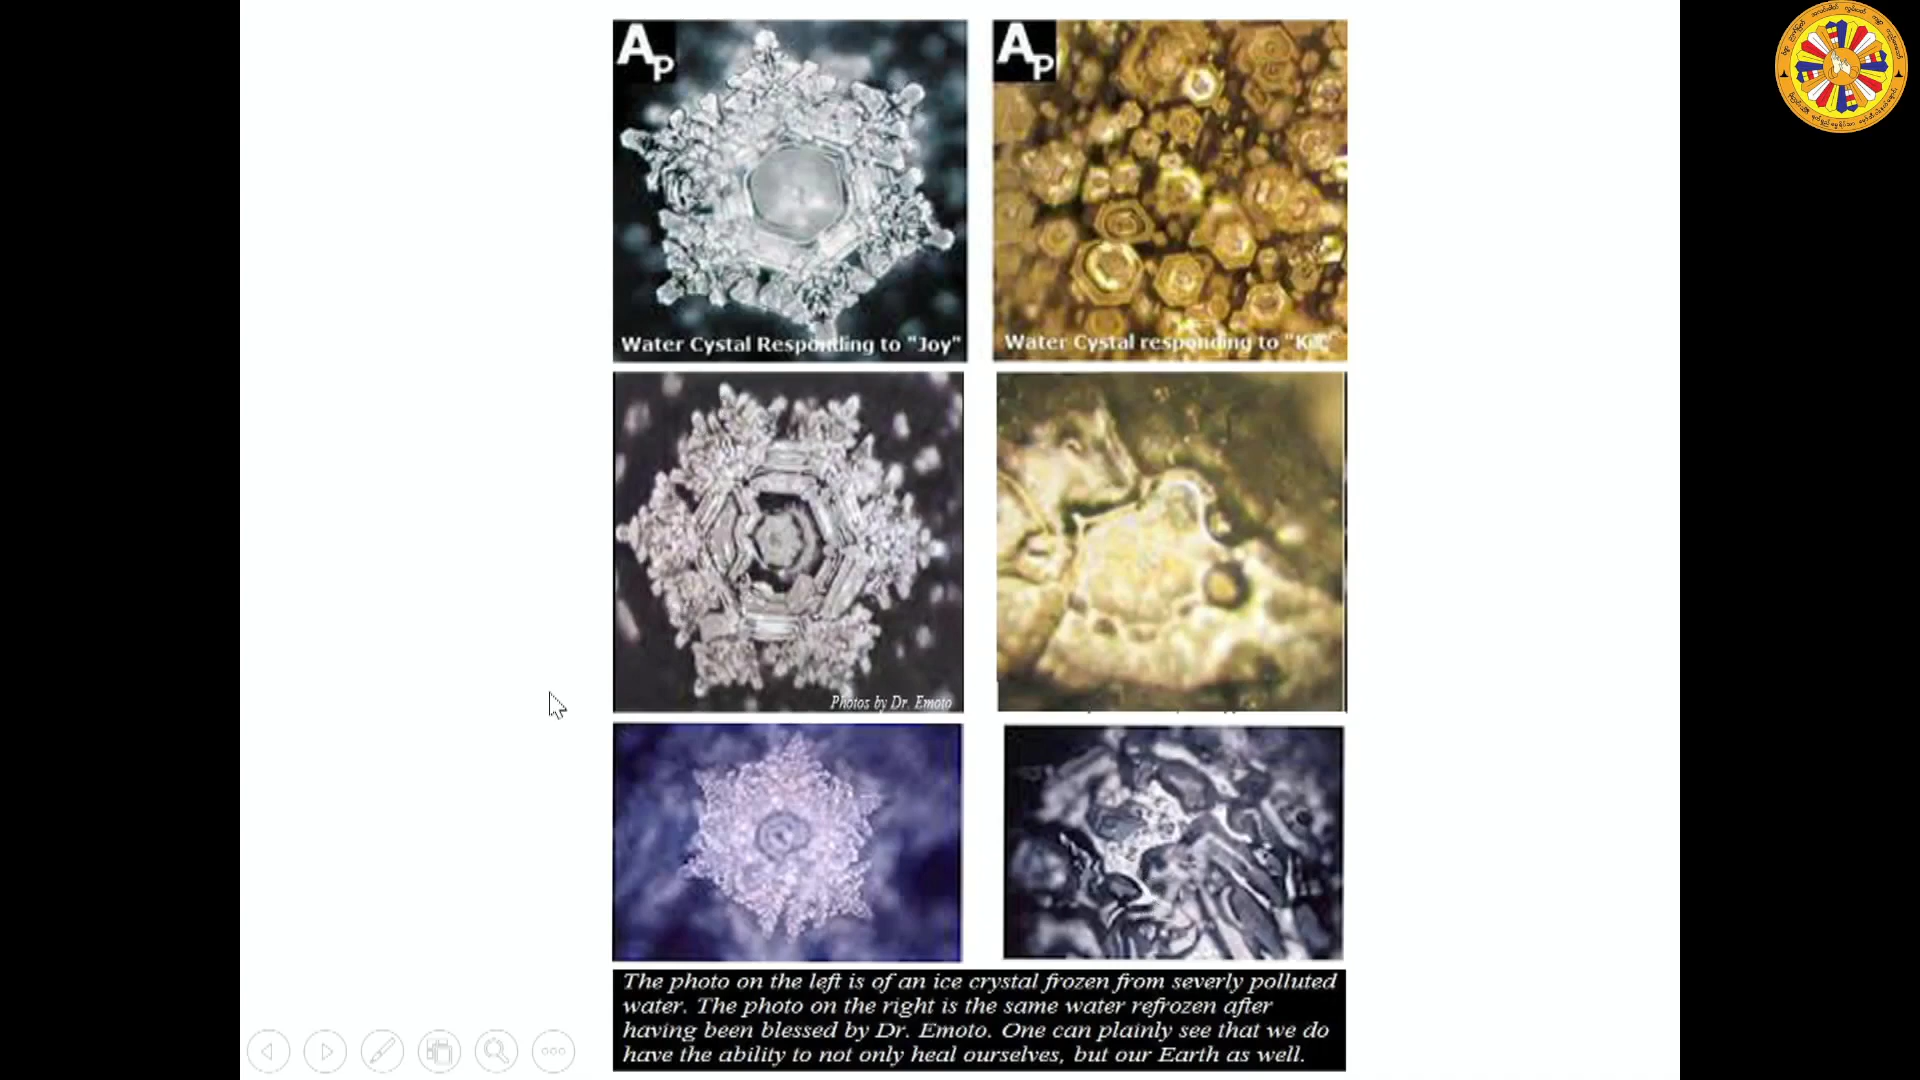 AP
AP
Water Cystal Responding to "Joy"
Water Cystal responding to
Photos by Dr. Emoto
The photo on the left is of an ice crystal frozen from severly polluted
water. The photo on the right is the same water refrozen after
having been blessed by Dr. Emoto. One can plainly see that we do
have the ability to not only heal ourselves, but our Earth as well.